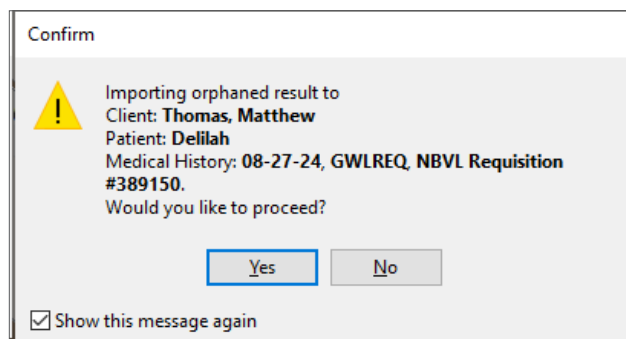 Confirm
Importing orphaned result to
Client: Thomas, Matthew
Patient: Delilah
Medical History: 08-27-24, GWLREQ, NBVL Requisition
#389150.
Would you like to proceed?
Yes No
Show this message again